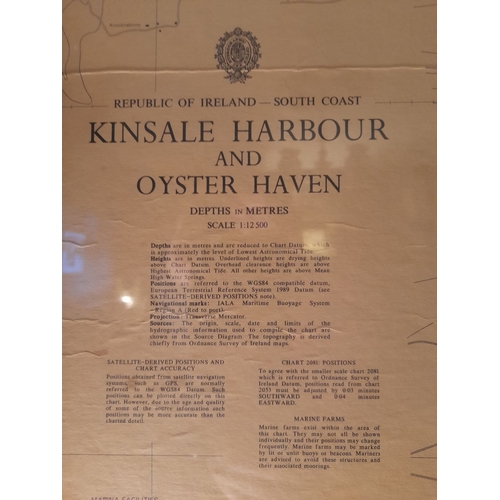 REPUBLIC OF IRELAND — SOUTH COAST
KINSALE HARBOUR
AND
OYSTER HAVEN
DEPTHS IN METRES
SCALE 1:12 500
Depths are in metres and are reduced to Chart Datum, which
is approximately the level of Lowest Astronomical Tide.
Heights are in metres. Underlined heights are drying heights
above Chart Datum. Overhead clearance heights are above
Highest Astronomical Tide. All other heights are above Mean
High Water Springs.
Positions are referred to the WGS84 compatible datum,
European Terrestrial Reference System 1989 Datum (see
SATELLITE-DERIVED POSITIONS note).
Navigational marks: IALA Maritime Buoyage System
-Region A (Red to port).
Projection: Transverse Mercator.
Sources: The origin, scale, date and limits of the
hydrographic information used to compile the chart are
shown in the Source Diagram. The topography is derived
chiefly from Ordnance Survey of Ireland maps.
SATELLITE-DERIVED POSITIONS AND
CHART ACCURACY
Positions obtained from satellite navigation
systems, such as GPS, are normally
referred to the WGS84 Datum. Such
positions can be plotted directly on this
chart. However, due to the age and quality
of some of the source information such
positions may be more accurate than the
charted detail.
CHART 2081: POSITIONS
To agree with the smaller scale chart 2081
which is referred to Ordnance Survey of
Ireland Datum, positions read from chart
2053 must be adjusted by 0·03 minutes
SOUTHWARD and 0·04 minutes
EASTWARD.
MARINE FARMS
Marine farms exist within the area of
this chart. They may not all be shown
individually and their positions may change
frequently. Marine farms may be marked
by lit or unlit buoys or beacons. Mariners
are advised to avoid these structures and
their associated moorings.
MARINA FACILITIES